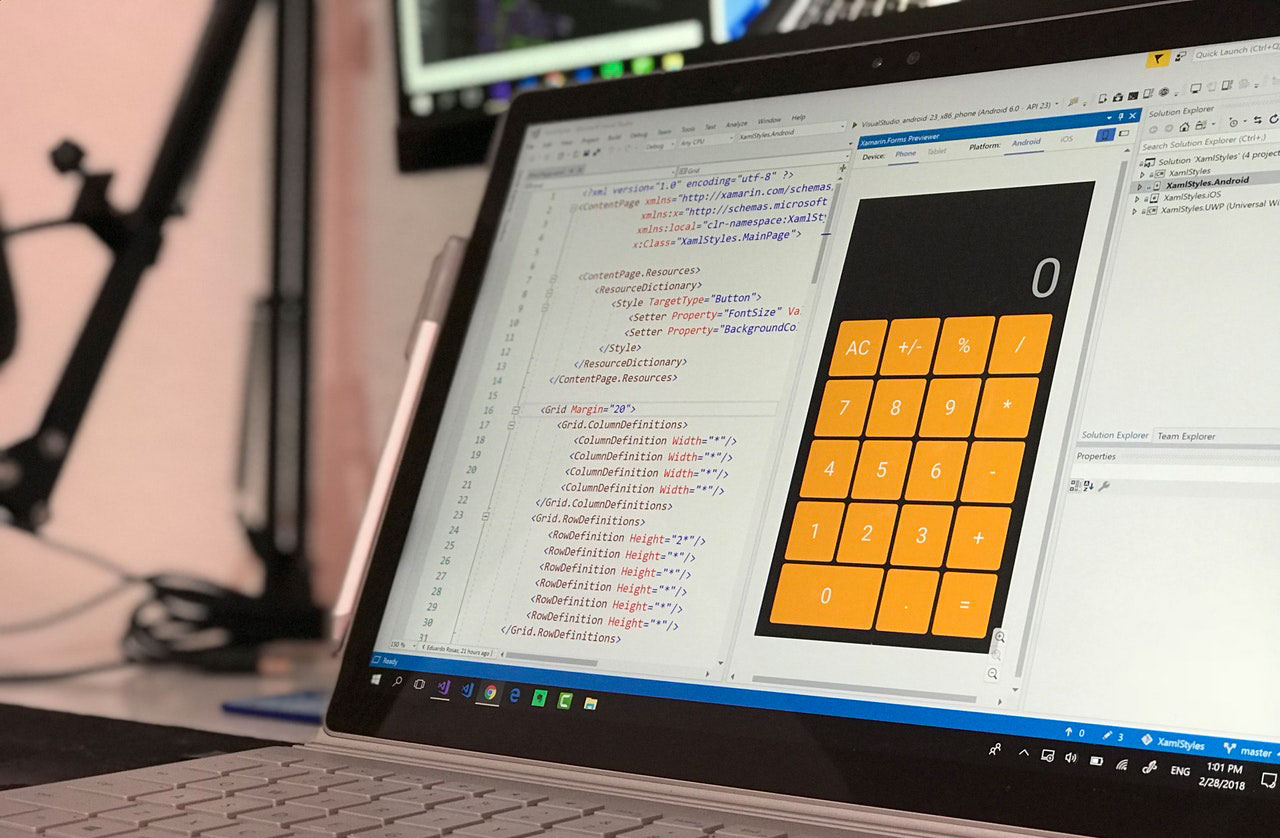 Quick Launch (Ctrl+Q
Build Debug Team Tools Test Analyze Window Help
Debug Any CPU XamlStyles.Android
VisualStudio_android-23_x86_phone (Android 6.0 - API 23)
Grid
1 <?xml version="1.0" encoding="utf-8" ?>
2 <ContentPage xmlns="http://xamarin.com/schemas
3 xmlns:x="http://schemas.microsoft
4 xmlns:local="clr-namespace:XamlSt
5 x:Class="XamlStyles.MainPage">
6
7 <ContentPage.Resources>
8 <ResourceDictionary>
9 <Style TargetType="Button">
10 <Setter Property="FontSize" Va
11 <Setter Property="BackgroundCo
12 </Style>
13 </ResourceDictionary>
14 </ContentPage.Resources>
15
16 <Grid Margin="20">
17 <Grid.ColumnDefinitions>
18 <ColumnDefinition Width="*"/>
19 <ColumnDefinition Width="*"/>
20 <ColumnDefinition Width="*"/>
21 <ColumnDefinition Width="*"/>
22 </Grid.ColumnDefinitions>
23 <Grid.RowDefinitions>
24 <RowDefinition Height="2*"/>
25 <RowDefinition Height="*"/>
26 <RowDefinition Height="*"/>
27 <RowDefinition Height="*"/>
28 <RowDefinition Height="*"/>
29 <RowDefinition Height="*"/>
30 </Grid.RowDefinitions>
31
150 % Eduardo Rosas, 21 hours ago
Ready
Xamarin.Forms Previewer
Device: Phone Tablet Platform: Android iOS
0
AC +/- % /
7 8 9 *
4 5 6 -
1 2 3 +
0 . =
Solution Explorer
Search Solution Explorer (Ctrl+;)
Solution 'XamlStyles' (4 project
XamlStyles
XamlStyles.Android
XamlStyles.iOS
XamlStyles.UWP (Universal Wi
Solution Explorer Team Explorer
Properties
0 3 XamlStyles master
ENG 1:01 PM
2/28/2018